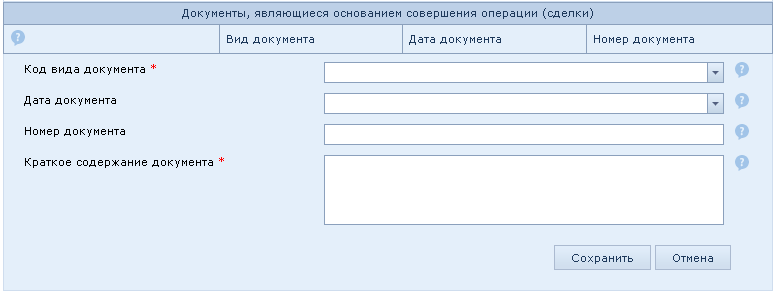 Документы, являющиеся основанием совершения операции (сделки)
? Вид документа Дата документа Номер документа
Код вида документа * ?
Дата документа ?
Номер документа ?
Краткое содержание документа * ?
Сохранить Отмена